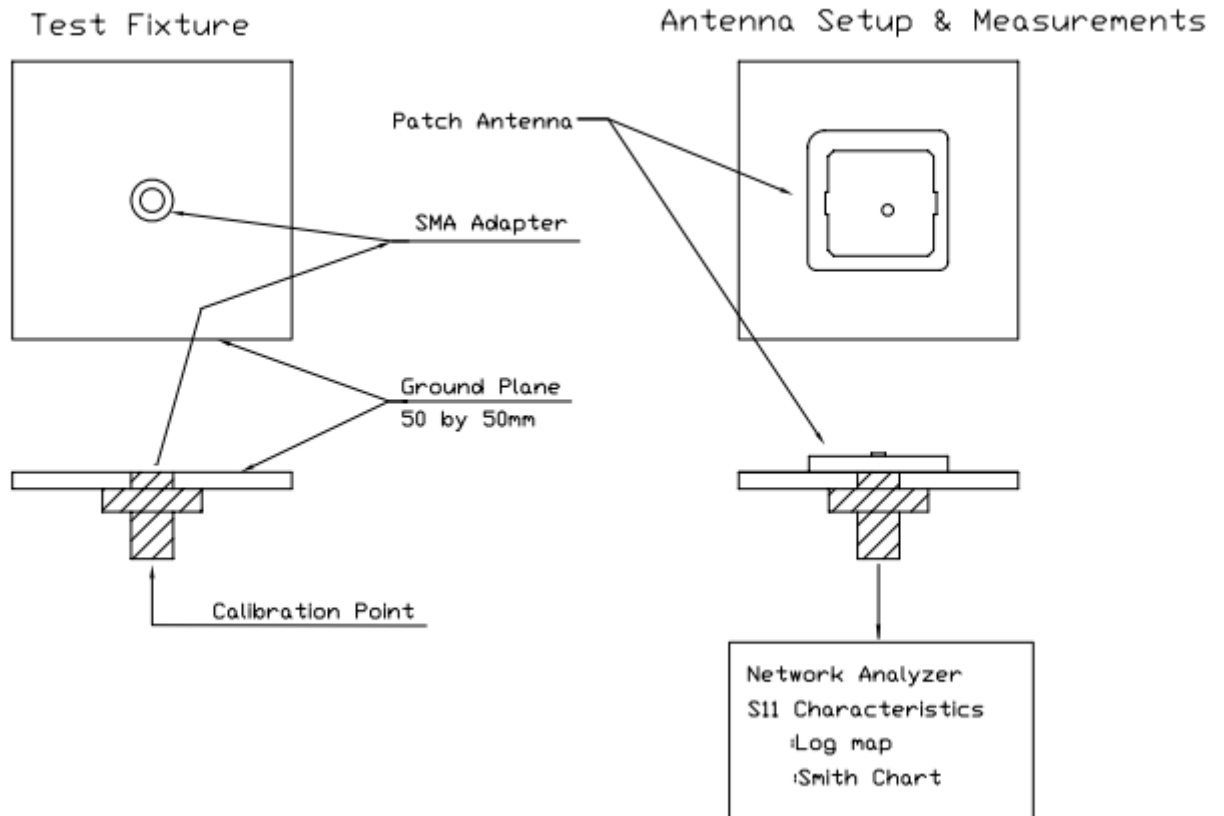 Test Fixture
Antenna Setup & Measurements
Patch Antenna
SMA Adapter
Ground Plane
50 by 50mm
Calibration Point
Network Analyzer
S11 Characteristics
:Log map
:Smith Chart